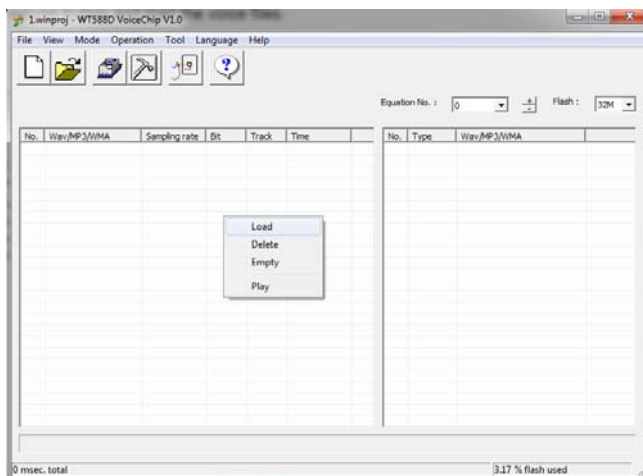 1.winproj - WT588D VoiceChip V1.0
File View Mode Operation Tool Language Help
Equation No. : 0 + - Flash : 32M
No. Wav/MP3/WMA Sampling rate Bit Track Time No. Type Wav/MP3/WMA
Load
Delete
Empty
Play
0 msec. total 3.17 % flash used